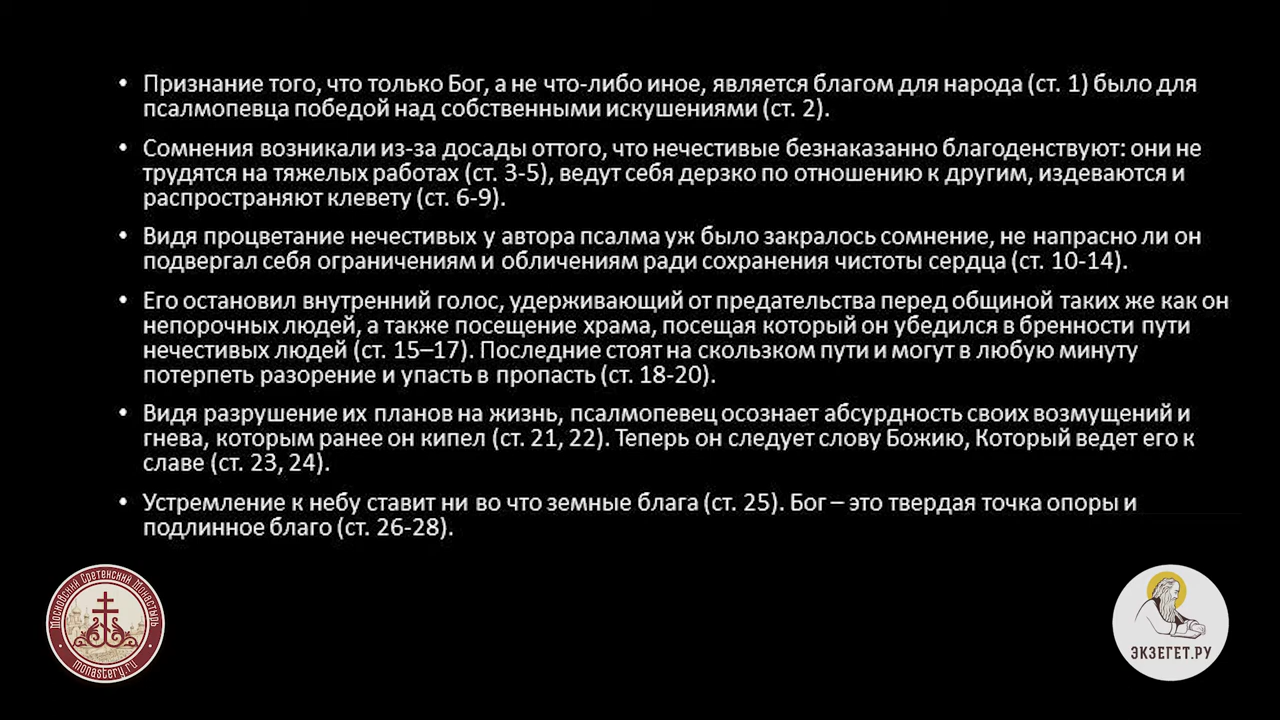 • Признание того, что только Бог, а не что-либо иное, является благом для народа (ст. 1) было для
псалмопевца победой над собственными искушениями (ст. 2).
• Сомнения возникали из-за досады оттого, что нечестивые безнаказанно благоденствуют: они не
трудятся на тяжелых работах (ст. 3-5), ведут себя дерзко по отношению к другим, издеваются и
распространяют клевету (ст. 6-9).
• Видя процветание нечестивых у автора псалма уж было закралось сомнение, не напрасно ли он
подвергал себя ограничениям и обличениям ради сохранения чистоты сердца (ст. 10-14).
• Его остановил внутренний голос, удерживающий от предательства перед общиной таких же как он
непорочных людей, а также посещение храма, посещая который он убедился в бренности пути
нечестивых людей (ст. 15–17). Последние стоят на скользком пути и могут в любую минуту
потерпеть разорение и упасть в пропасть (ст. 18-20).
• Видя разрушение их планов на жизнь, псалмопевец осознает абсурдность своих возмущений и
гнева, которым ранее он кипел (ст. 21, 22). Теперь он следует слову Божию, Который ведет его к
славе (ст. 23, 24).
• Устремление к небу ставит ни во что земные блага (ст. 25). Бог – это твердая точка опоры и
подлинное благо (ст. 26-28).
Московский Сретенский Монастырь
monastery.ru
ЭКЗЕГЕТ.РУ